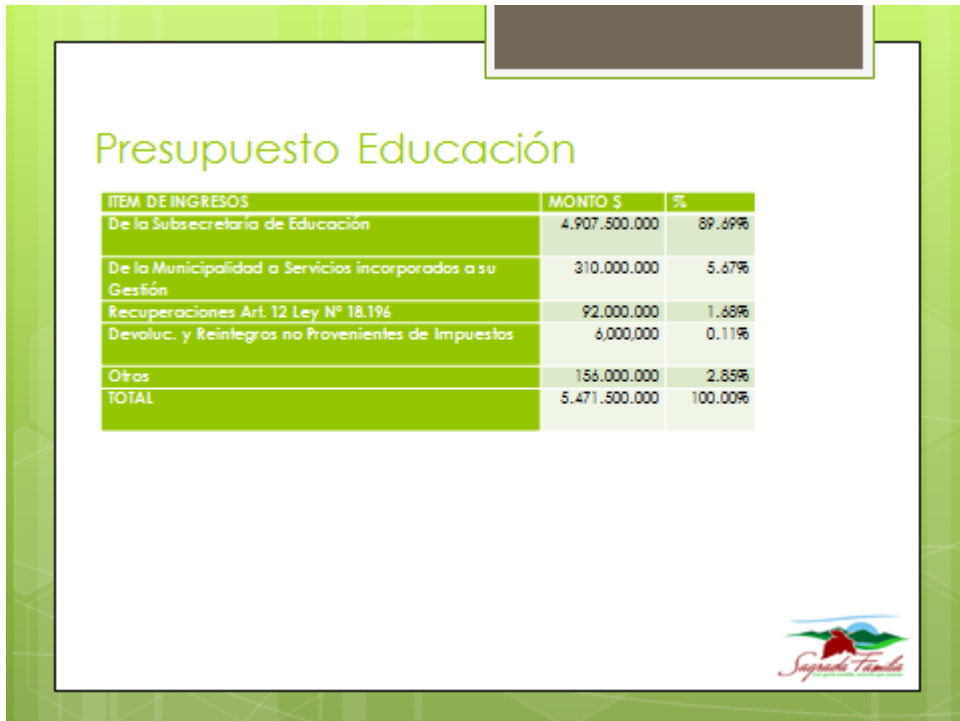 Presupuesto Educación
ITEM DE INGRESOS MONTO $ %
De la Subsecretaría de Educación 4.907.500.000 89.69%
De la Municipalidad a Servicios incorporados a su
Gestión 310.000.000 5.67%
Recuperaciones Art. 12 Ley Nº 18.196 92.000.000 1.68%
Devoluc. y Reintegros no Provenientes de Impuestos 6,000,000 0.11%
Otros 156.000.000 2.85%
TOTAL 5.471.500.000 100.00%
Sagrada Familia